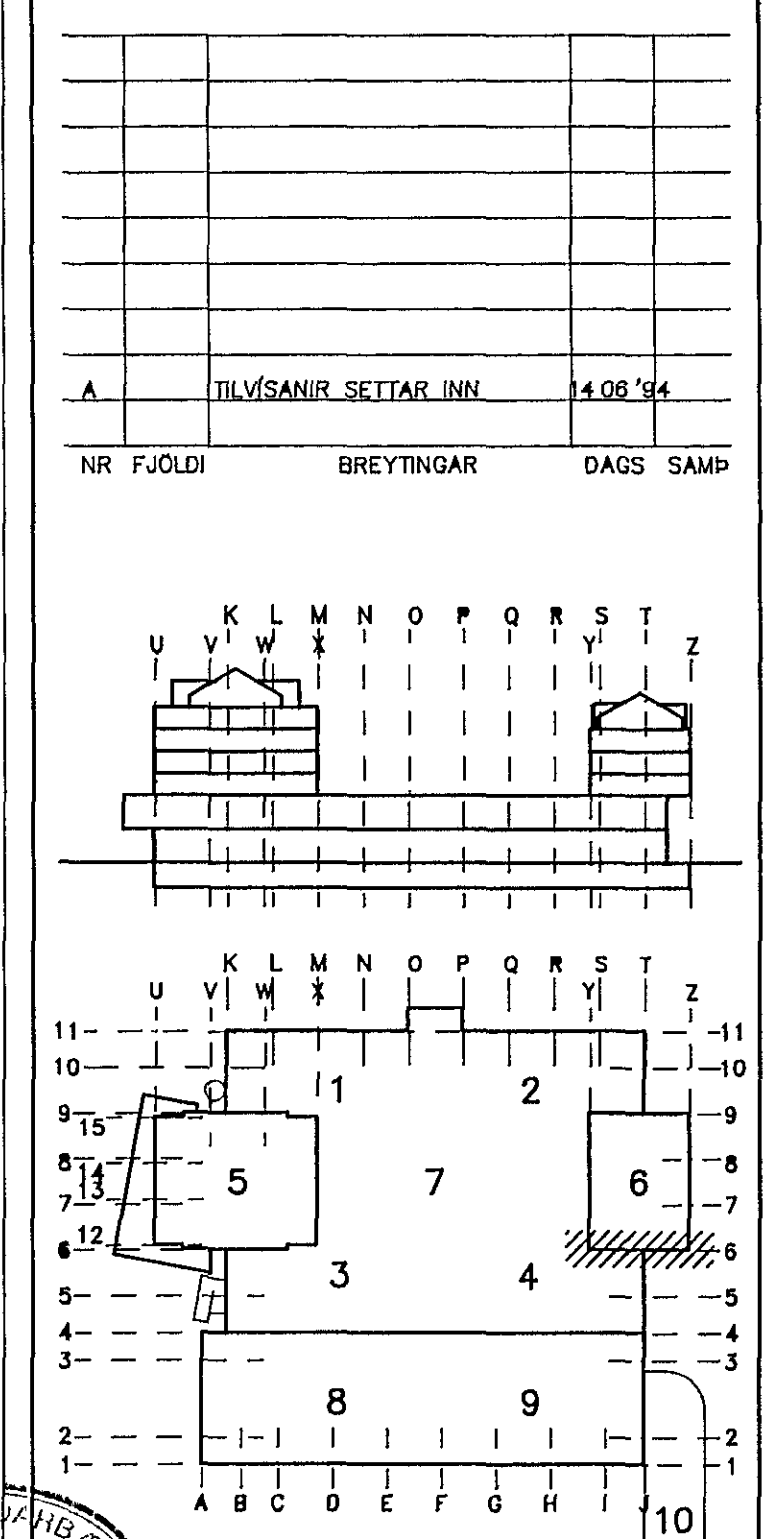 A TILVÍSANIR SETTAR INN 14 06 '94
NR FJÖLDI BREYTINGAR DAGS SAMÞ
K L M N O P Q R S T
U V W X Y Z
K L M N O P Q R S T
U V W X Y Z
11 11
10 10
1 2
9 9
15
8 8
14
5 7 6
13
7 7
12
6 6
3 4
5 5
4 4
3 3
8 9
2 2
1 1
A B C D E F G H I J
10